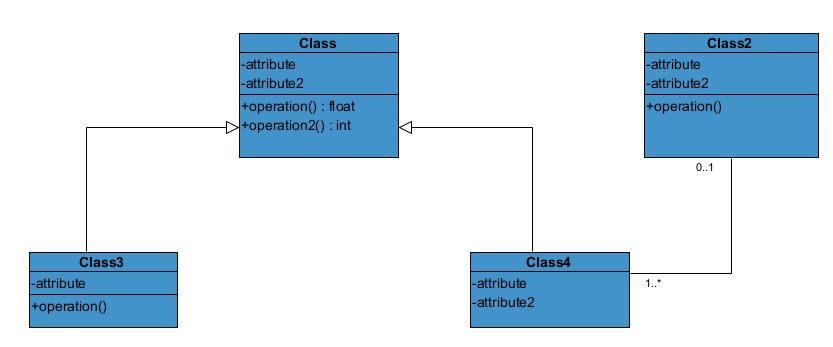 Class
-attribute
-attribute2
+operation() : float
+operation2() : int
Class2
-attribute
-attribute2
+operation()
0..1
Class3
-attribute
+operation()
Class4
-attribute
-attribute2
1..*